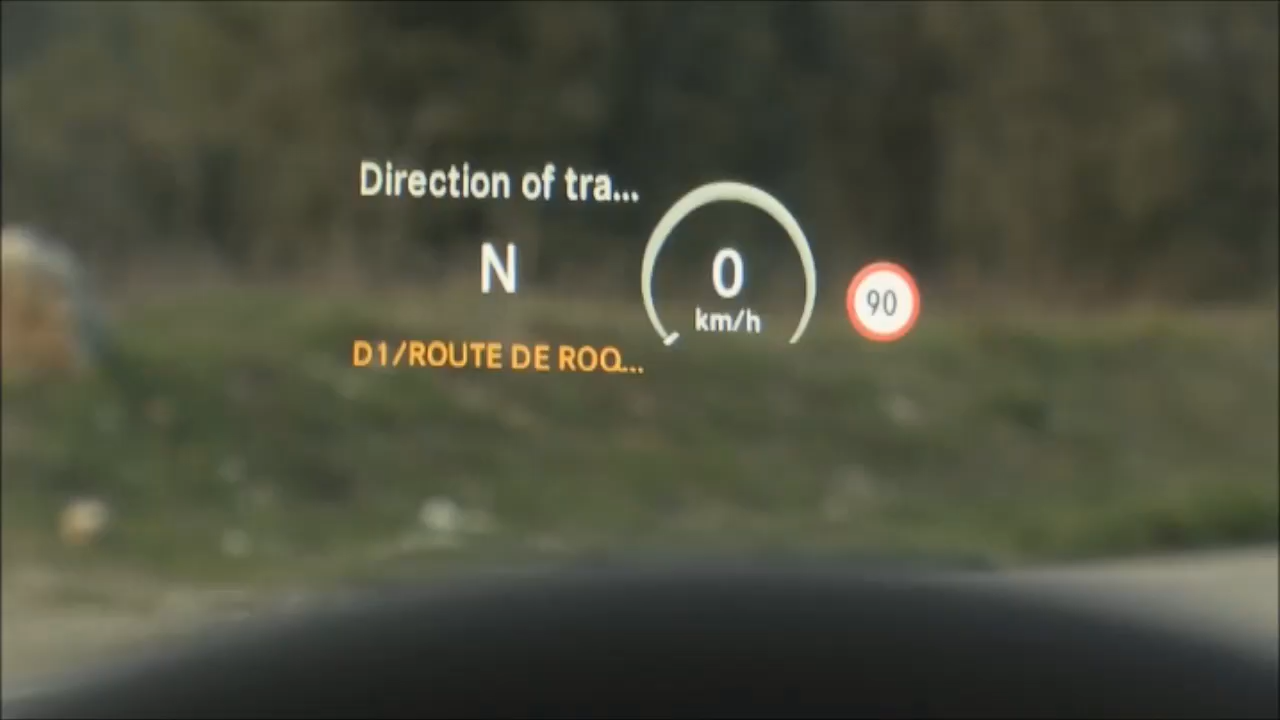 Direction of tra...
N
0
km/h
90
D1/ROUTE DE ROQ...